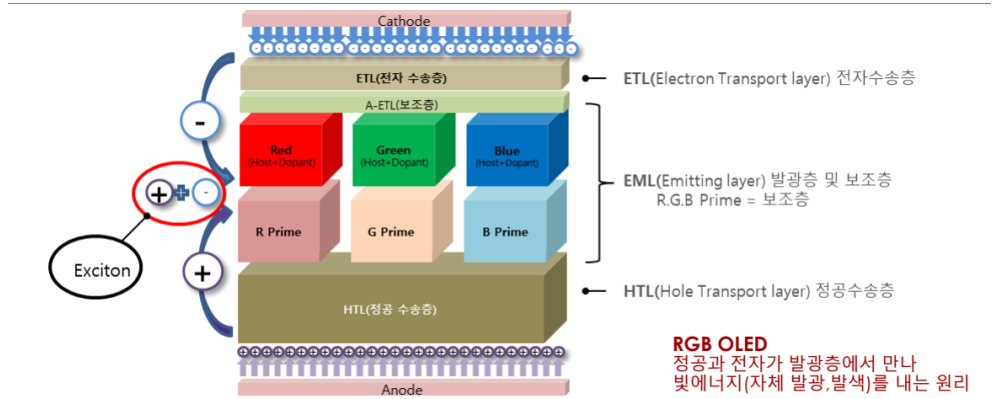 Cathode
ETL(전자 수송층)
ETL(Electron Transport layer) 전자수송층
A-ETL(보조층)
-
Red
(Host+Dopant)
Green
(Host+Dopant)
Blue
(Host+Dopant)
EML(Emitting layer) 발광층 및 보조층
R.G.B Prime = 보조층
+ + -
R Prime
G Prime
B Prime
Exciton
+
HTL(정공 수송층)
HTL(Hole Transport layer) 정공수송층
RGB OLED
정공과 전자가 발광층에서 만나
빛에너지(자체 발광,발색)를 내는 원리
Anode